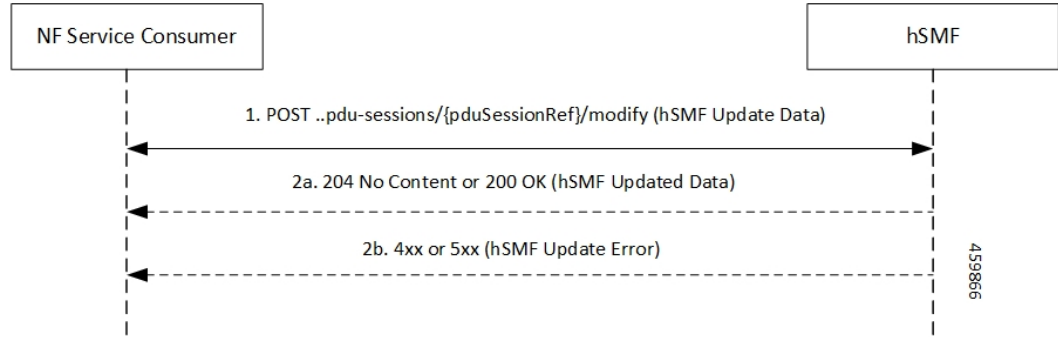 NF Service Consumer
hSMF
1. POST ..pdu-sessions/{pduSessionRef}/modify (hSMF Update Data)
2a. 204 No Content or 200 OK (hSMF Updated Data)
2b. 4xx or 5xx (hSMF Update Error)
459866